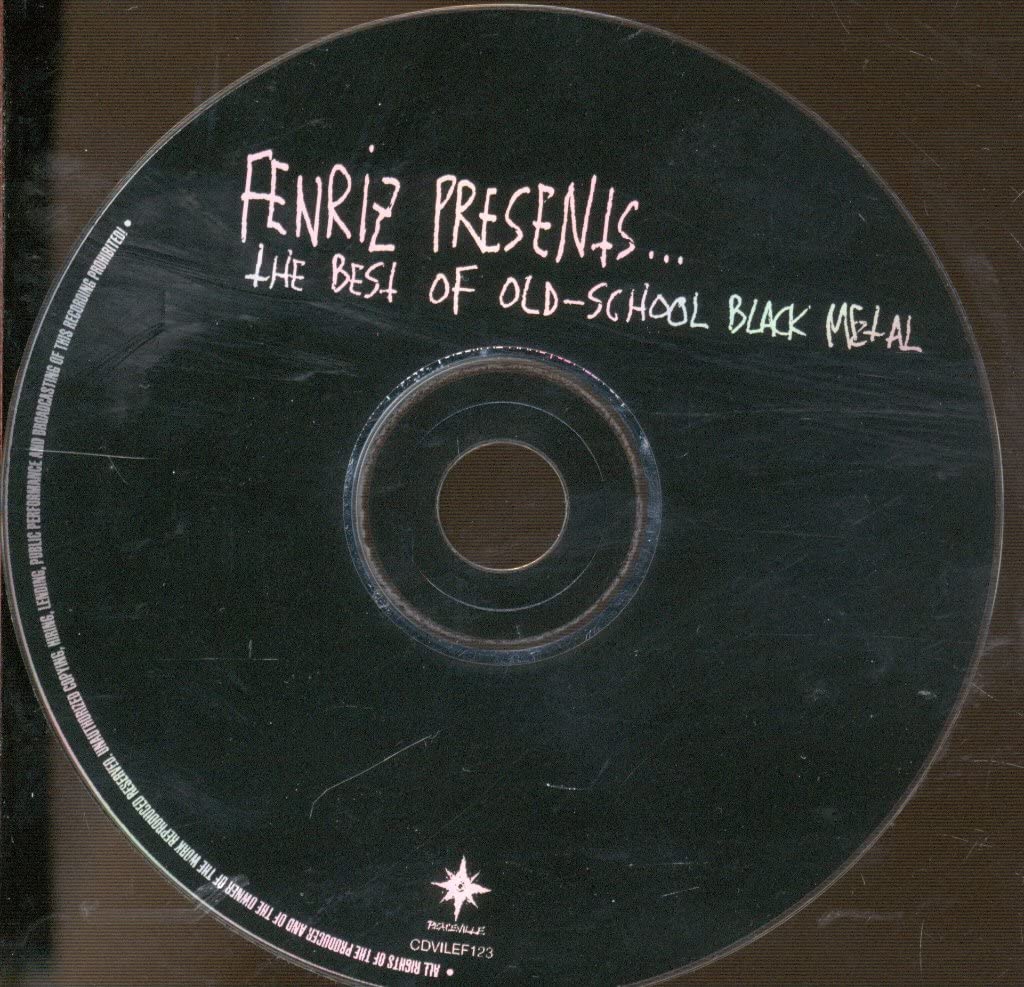 FENRIZ PRESENTS...
THE BEST OF OLD-SCHOOL BLACK METAL
PEACEVILLE
CDVILEF123
• ALL RIGHTS OF THE PRODUCER AND OF THE OWNER OF THE WORK REPRODUCED RESERVED. UNAUTHORIZED COPYING, HIRING, LENDING, PUBLIC PERFORMANCE AND BROADCASTING OF THIS RECORDING PROHIBITED! •